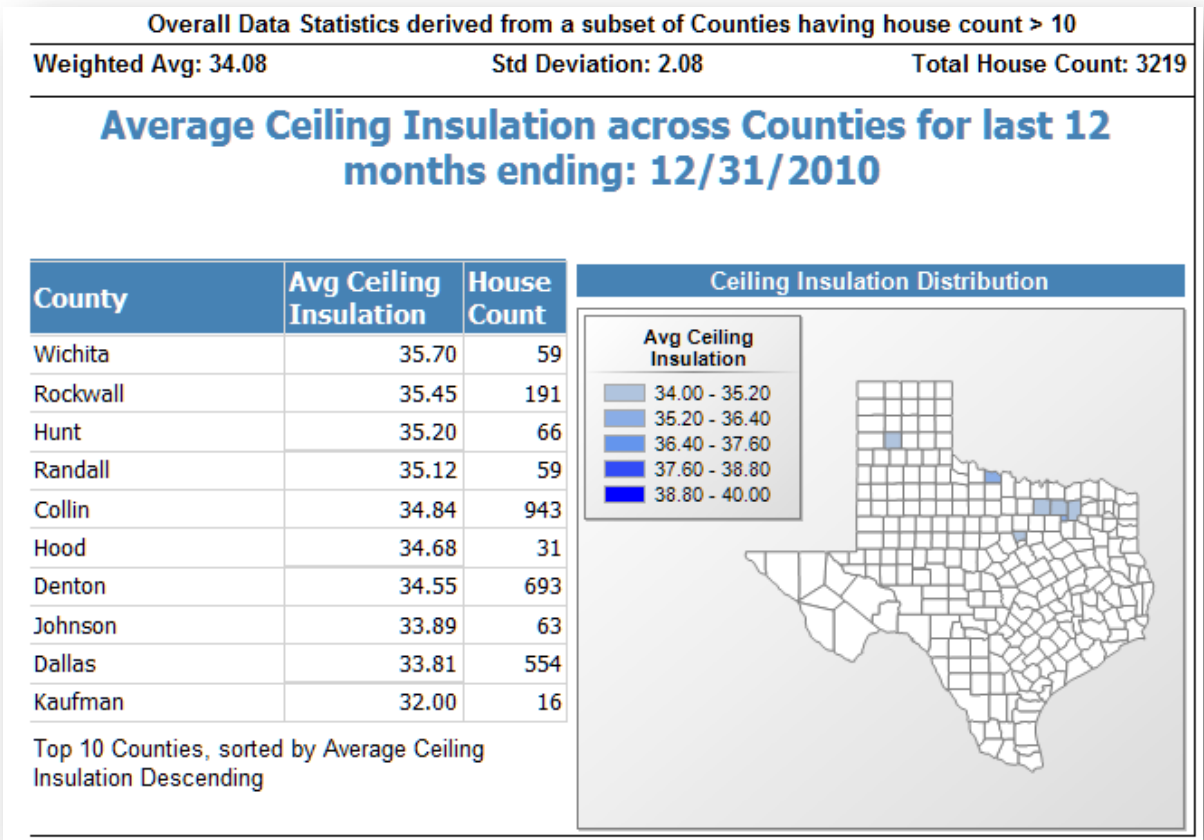 Overall Data Statistics derived from a subset of Counties having house count > 10
Weighted Avg: 34.08 Std Deviation: 2.08 Total House Count: 3219
Average Ceiling Insulation across Counties for last 12
months ending: 12/31/2010
County Avg Ceiling Insulation House Count
Wichita 35.70 59
Rockwall 35.45 191
Hunt 35.20 66
Randall 35.12 59
Collin 34.84 943
Hood 34.68 31
Denton 34.55 693
Johnson 33.89 63
Dallas 33.81 554
Kaufman 32.00 16
Top 10 Counties, sorted by Average Ceiling
Insulation Descending
Ceiling Insulation Distribution
Avg Ceiling
Insulation
34.00 - 35.20
35.20 - 36.40
36.40 - 37.60
37.60 - 38.80
38.80 - 40.00